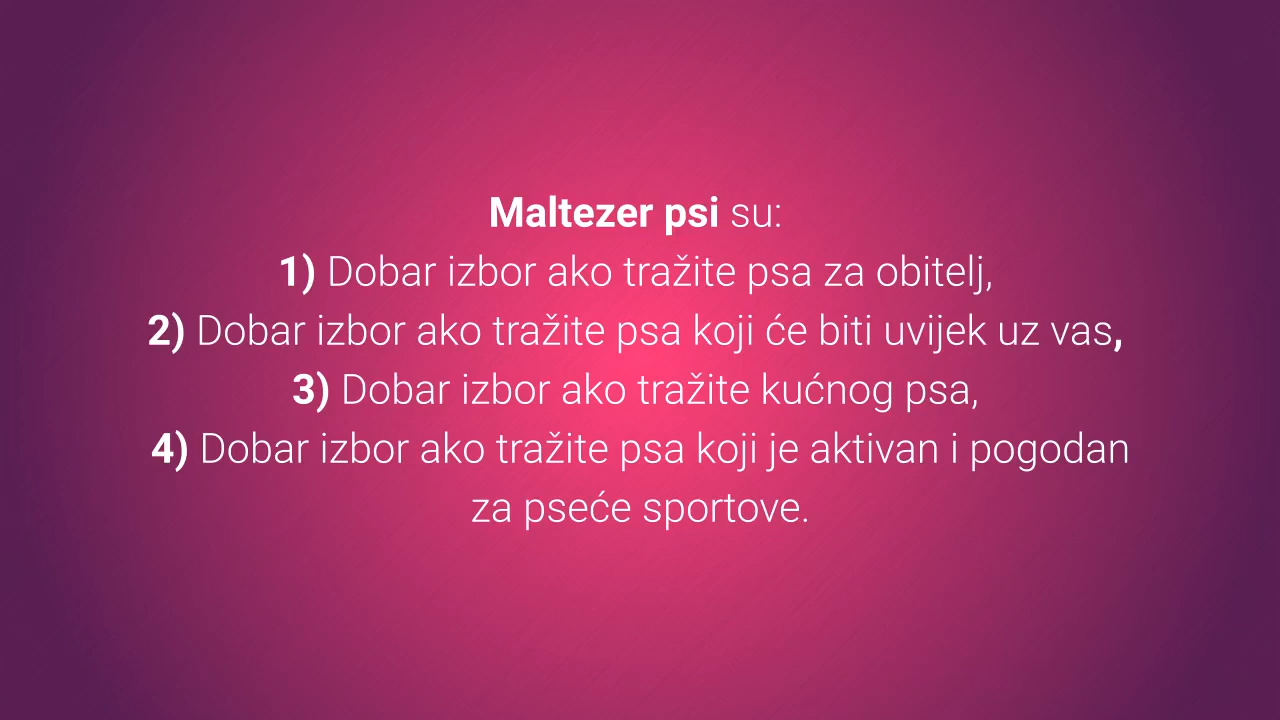 Maltezer psi su:
1) Dobar izbor ako tražite psa za obitelj,
2) Dobar izbor ako tražite psa koji će biti uvijek uz vas,
3) Dobar izbor ako tražite kućnog psa,
4) Dobar izbor ako tražite psa koji je aktivan i pogodan
za pseće sportove.